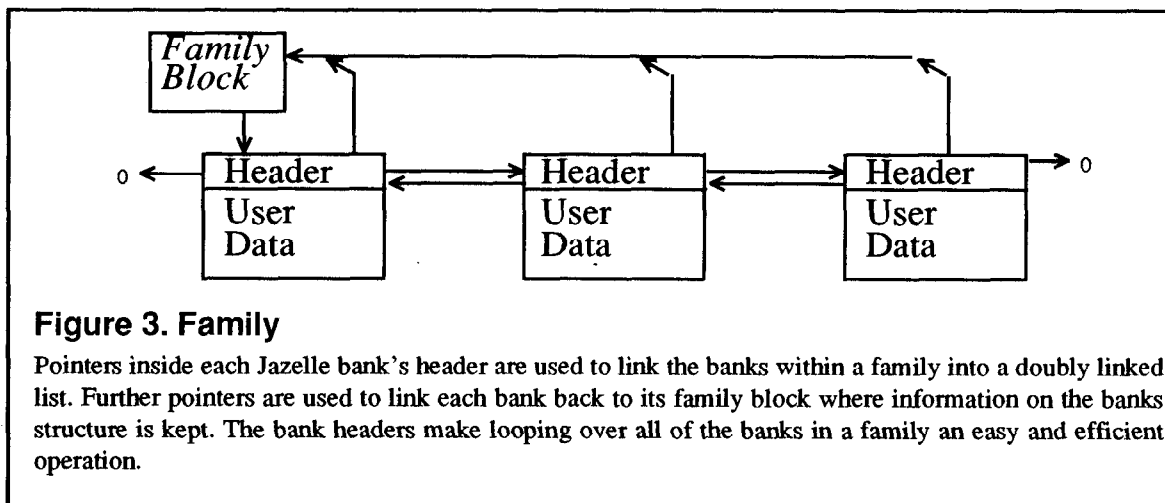 Family
Block
0
Header
Header
Header
0
User
Data
User
Data
User
Data
Figure 3. Family
Pointers inside each Jazelle bank's header are used to link the banks within a family into a doubly linked
list. Further pointers are used to link each bank back to its family block where information on the banks
structure is kept. The bank headers make looping over all of the banks in a family an easy and efficient
operation.